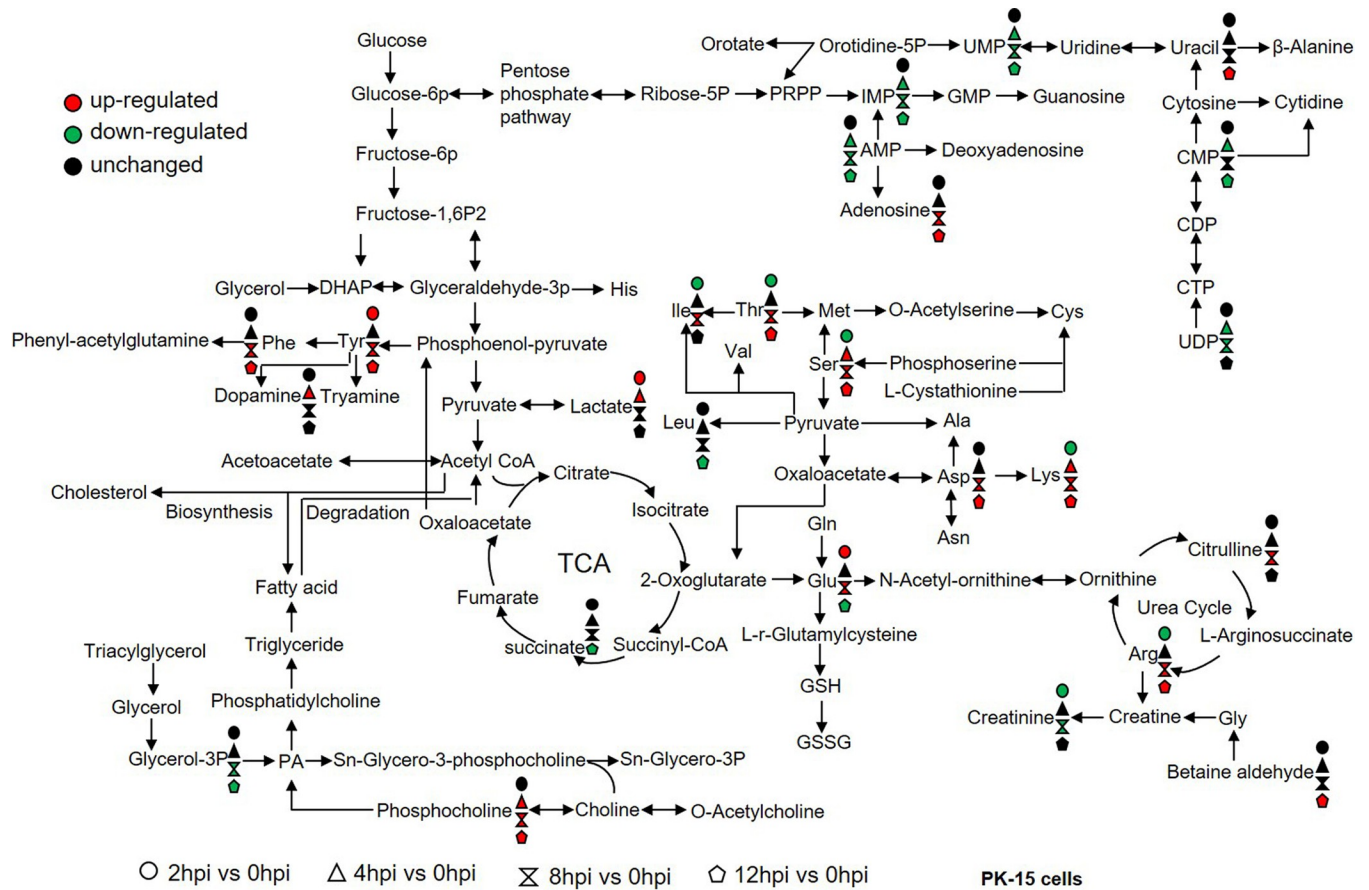 Glucose
Orotate
Orotidine-5P
UMP
Uridine
Uracil
β-Alanine
up-regulated
down-regulated
unchanged
Glucose-6p
Pentose
phosphate
pathway
Ribose-5P
PRPP
IMP
GMP
Guanosine
Cytosine
Cytidine
Fructose-6p
AMP
Deoxyadenosine
CMP
Fructose-1,6P2
Adenosine
CDP
Glycerol
DHAP
Glyceraldehyde-3p
His
CTP
Ile
Thr
Met
O-Acetylserine
Cys
Phenyl-acetylglutamine
Phe
Tyr
Phosphoenol-pyruvate
UDP
Val
Ser
Phosphoserine
L-Cystathionine
Dopamine
Tryamine
Pyruvate
Lactate
Leu
Pyruvate
Ala
Acetoacetate
Acetyl CoA
Citrate
Oxaloacetate
Asp
Lys
Cholesterol
Biosynthesis
Degradation
Oxaloacetate
Isocitrate
Gln
Asn
TCA
Citrulline
Fatty acid
2-Oxoglutarate
Glu
N-Acetyl-ornithine
Ornithine
Fumarate
Urea Cycle
Triglyceride
succinate
Succinyl-CoA
L-r-Glutamylcysteine
L-Arginosuccinate
Triacylglycerol
Arg
Phosphatidylcholine
GSH
Glycerol
Creatinine
Creatine
Gly
GSSG
Glycerol-3P
PA
Sn-Glycero-3-phosphocholine
Sn-Glycero-3P
Betaine aldehyde
Phosphocholine
Choline
O-Acetylcholine
2hpi vs 0hpi
4hpi vs 0hpi
8hpi vs 0hpi
12hpi vs 0hpi
PK-15 cells